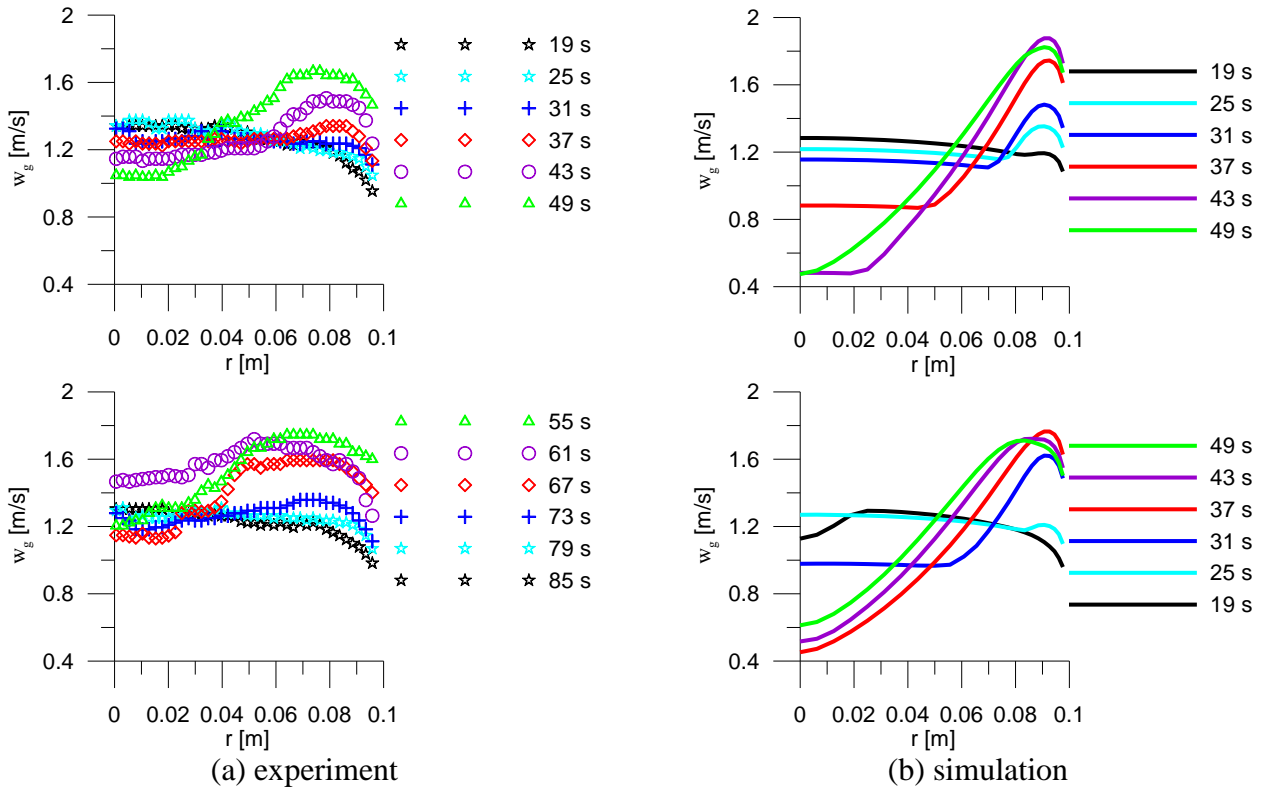 2
1.6
1.2
0.8
0.4
w_g [m/s]
0 0.02 0.04 0.06 0.08 0.1
r [m]
19 s
25 s
31 s
37 s
43 s
49 s
2
1.6
1.2
0.8
0.4
w_g [m/s]
0 0.02 0.04 0.06 0.08 0.1
r [m]
19 s
25 s
31 s
37 s
43 s
49 s
2
1.6
1.2
0.8
0.4
w_g [m/s]
0 0.02 0.04 0.06 0.08 0.1
r [m]
55 s
61 s
67 s
73 s
79 s
85 s
2
1.6
1.2
0.8
0.4
w_g [m/s]
0 0.02 0.04 0.06 0.08 0.1
r [m]
49 s
43 s
37 s
31 s
25 s
19 s
(a) experiment
(b) simulation